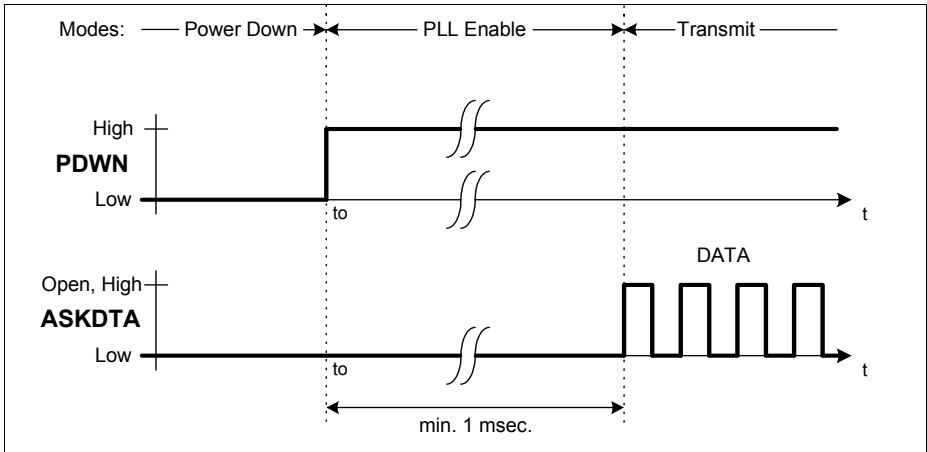 Modes: Power Down PLL Enable Transmit
High
PDWN
Low
to
t
DATA
Open, High
ASKDTA
Low
to
t
min. 1 msec.